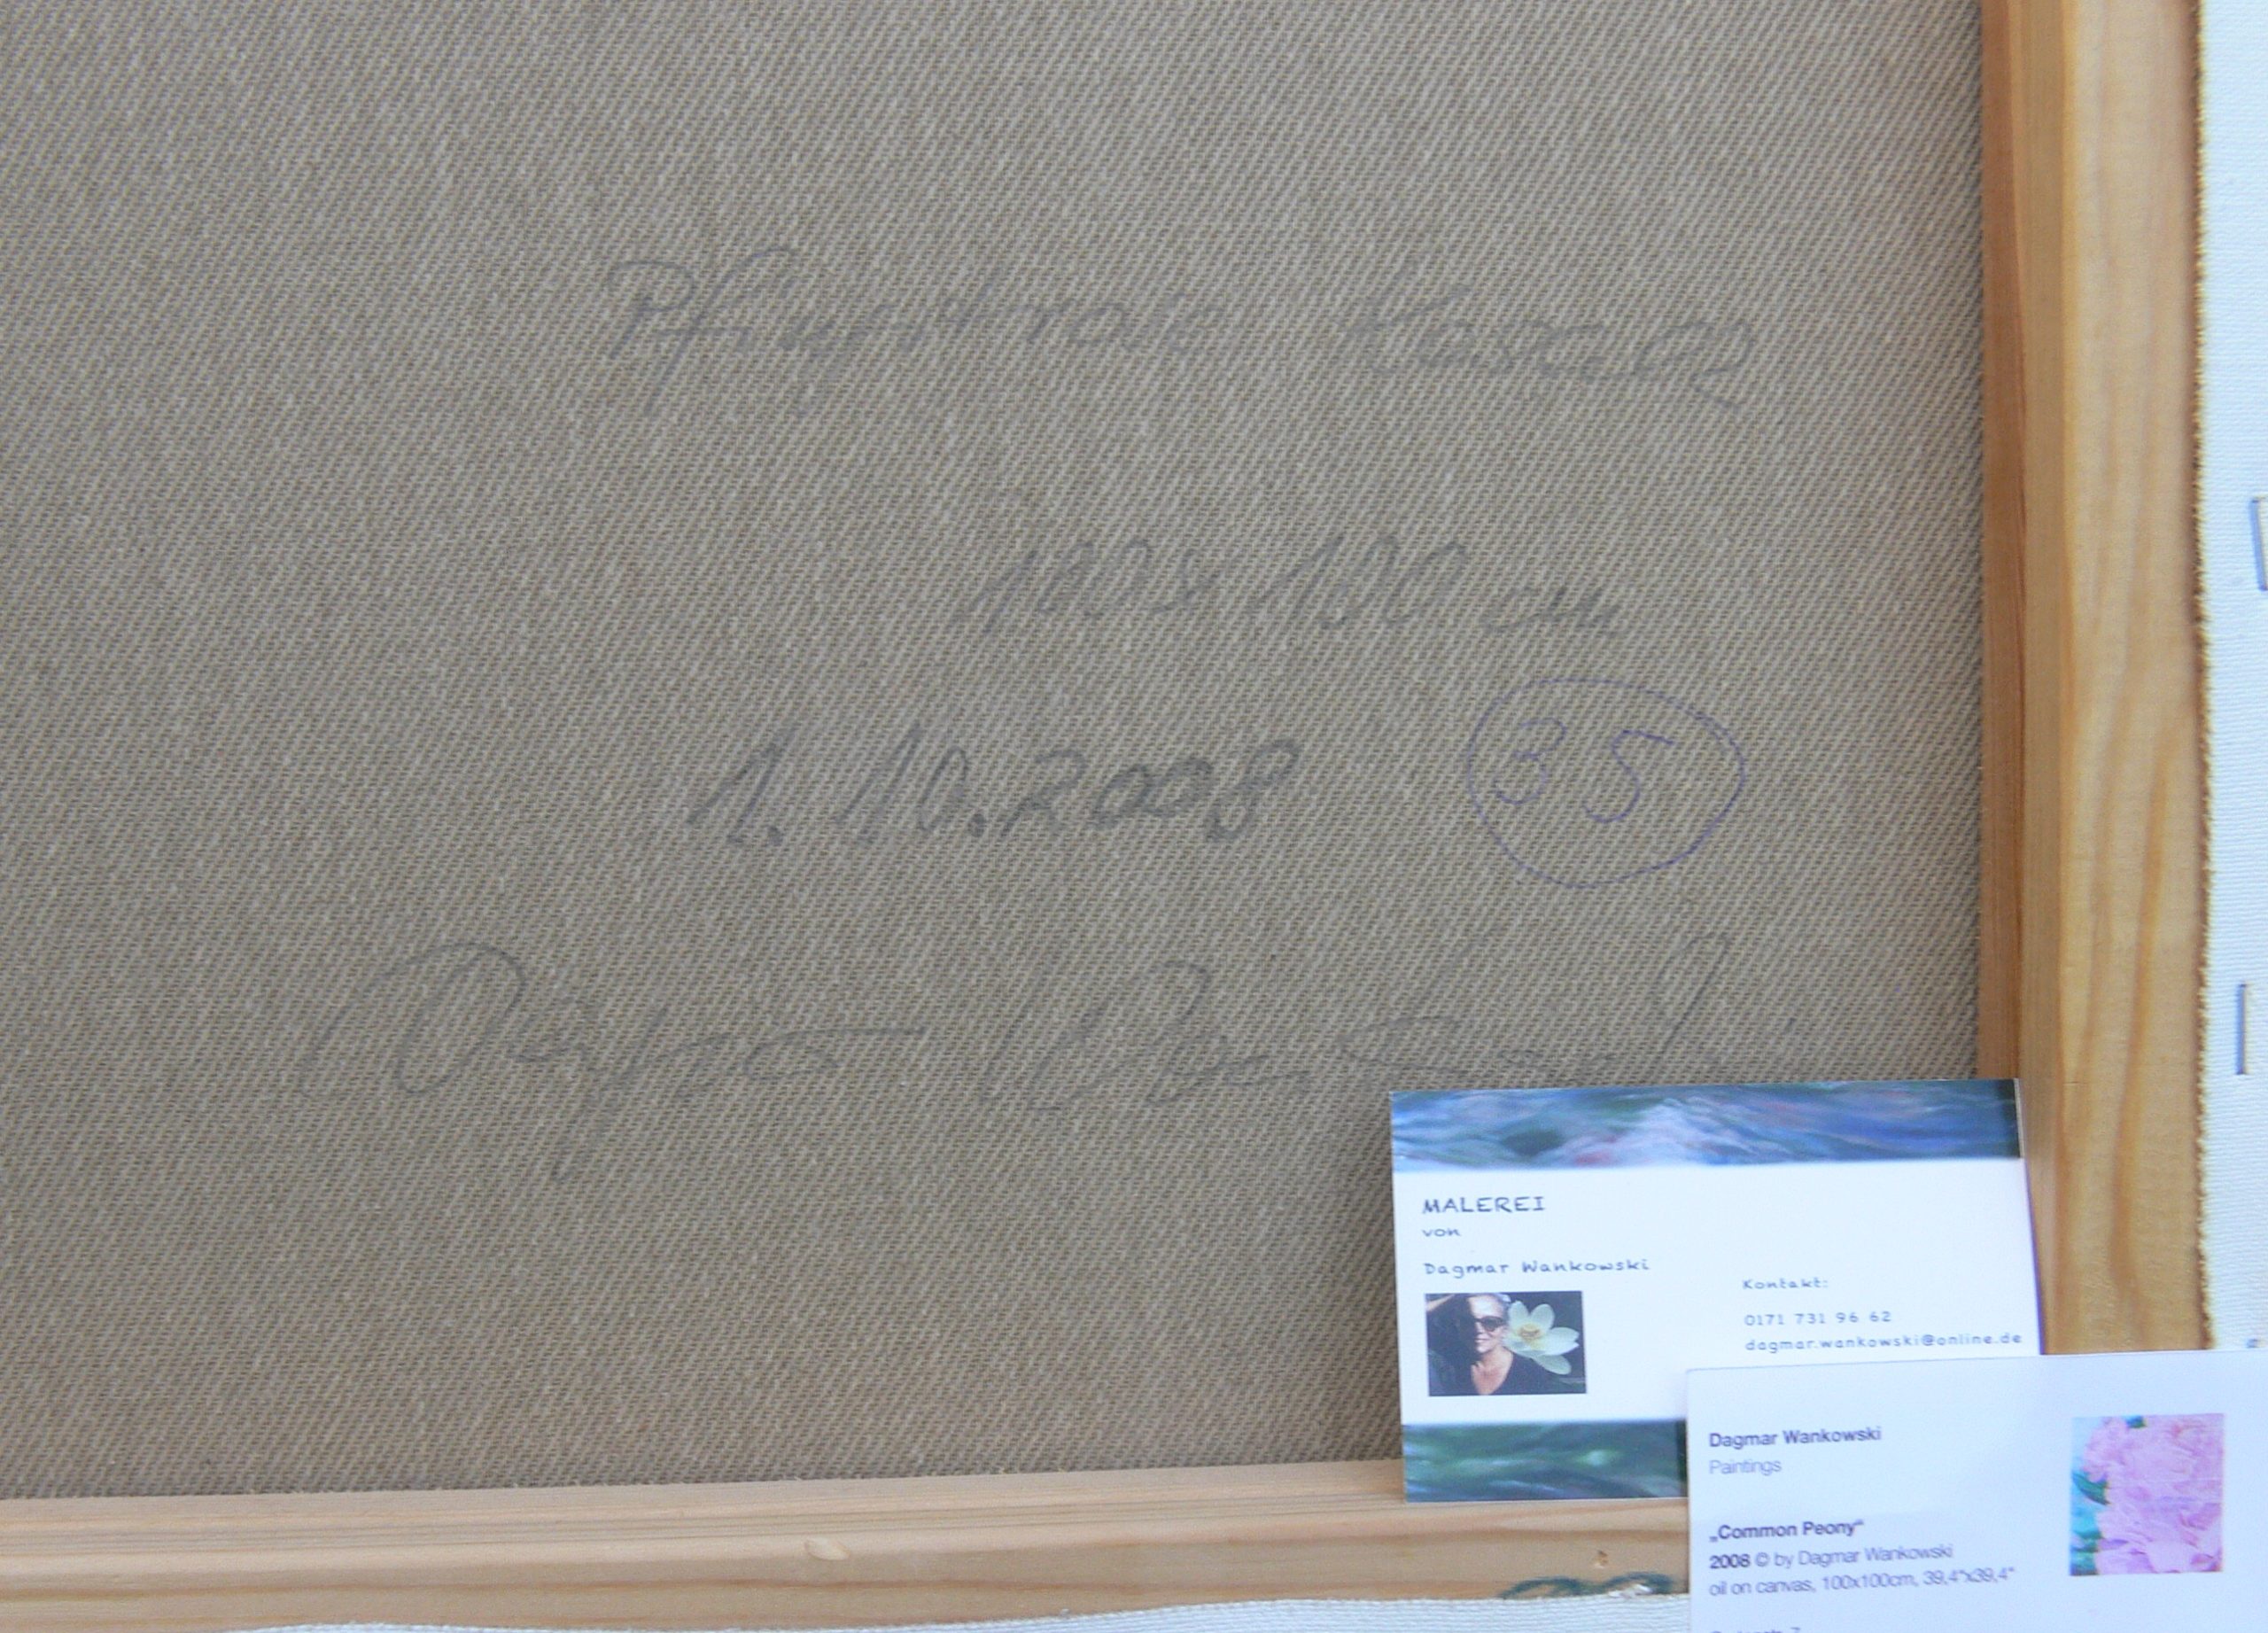 Pfingstrose
100 x 100 cm
1.10.2008
35
Dagmar Wankowski
MALEREI
von
Dagmar Wankowski
Kontakt:
0171 731 96 62
dagmar.wankowski@online.de
Dagmar Wankowski
Paintings
„Common Peony“
2008 © by Dagmar Wankowski
oil on canvas, 100x100cm, 39,4“x39,4“